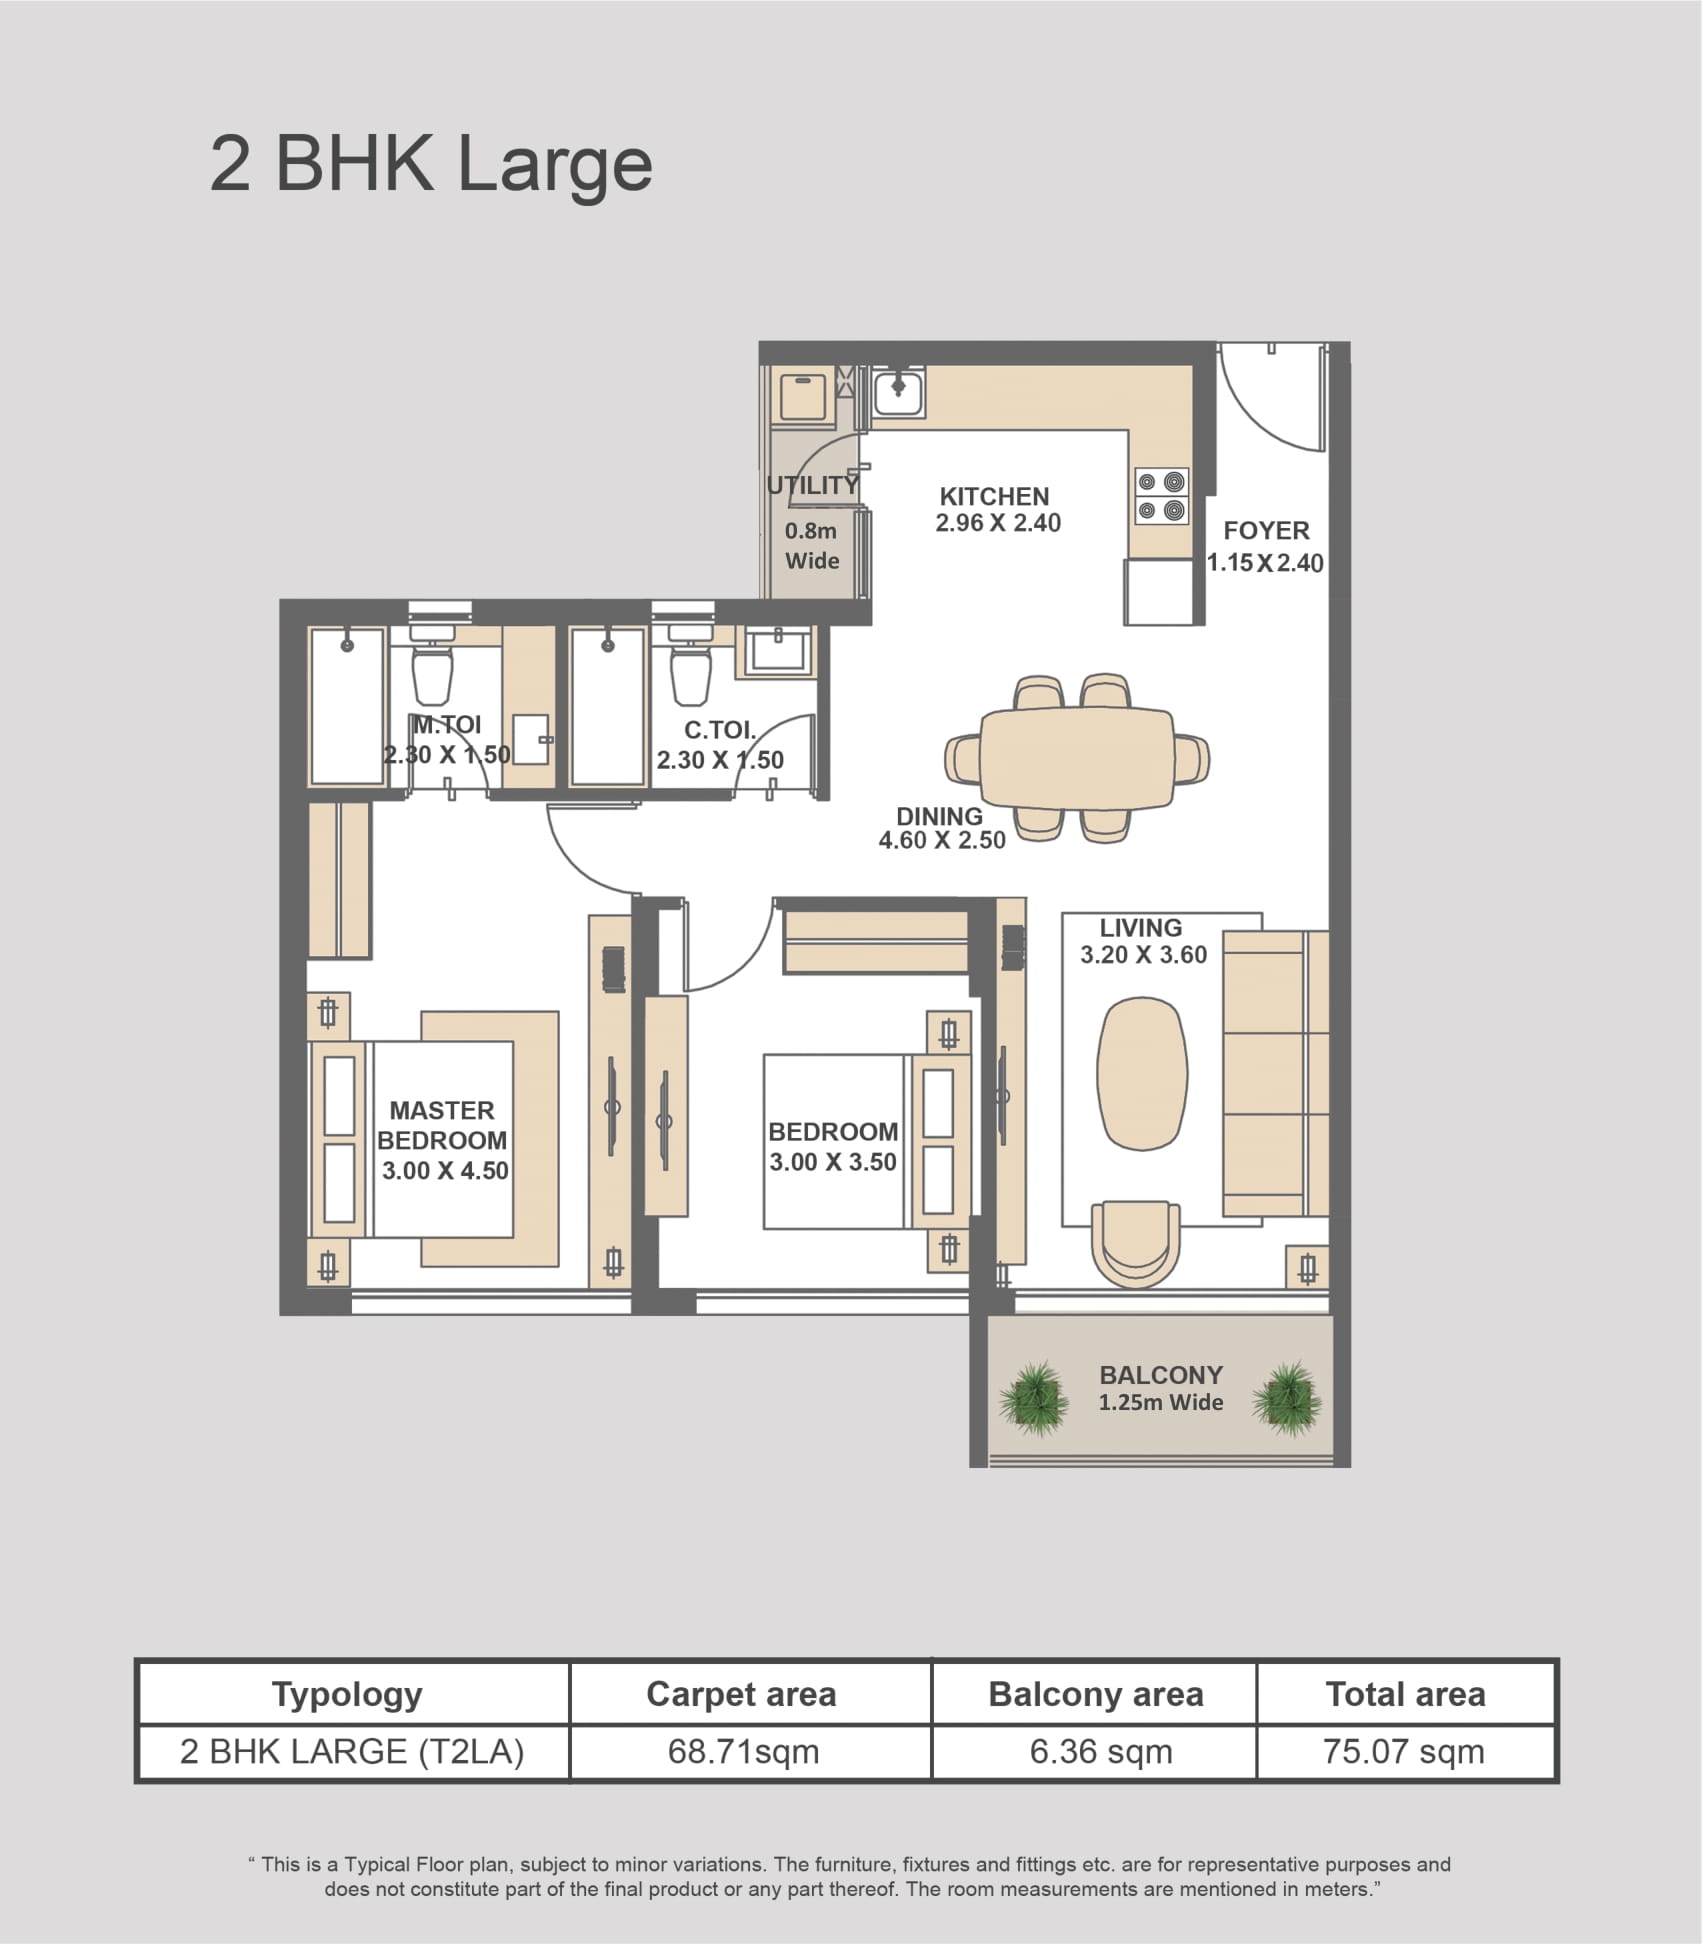 2 BHK Large
UTILITY
0.8m
Wide
KITCHEN
2.96 X 2.40
FOYER
1.15 X 2.40
M.TOI
2.30 X 1.50
C.TOI.
2.30 X 1.50
DINING
4.60 X 2.50
LIVING
3.20 X 3.60
MASTER
BEDROOM
3.00 X 4.50
BEDROOM
3.00 X 3.50
BALCONY
1.25m Wide
Typology Carpet area Balcony area Total area
2 BHK LARGE (T2LA) 68.71sqm 6.36 sqm 75.07 sqm
“ This is a Typical Floor plan, subject to minor variations. The furniture, fixtures and fittings etc. are for representative purposes and
does not constitute part of the final product or any part thereof. The room measurements are mentioned in meters.”